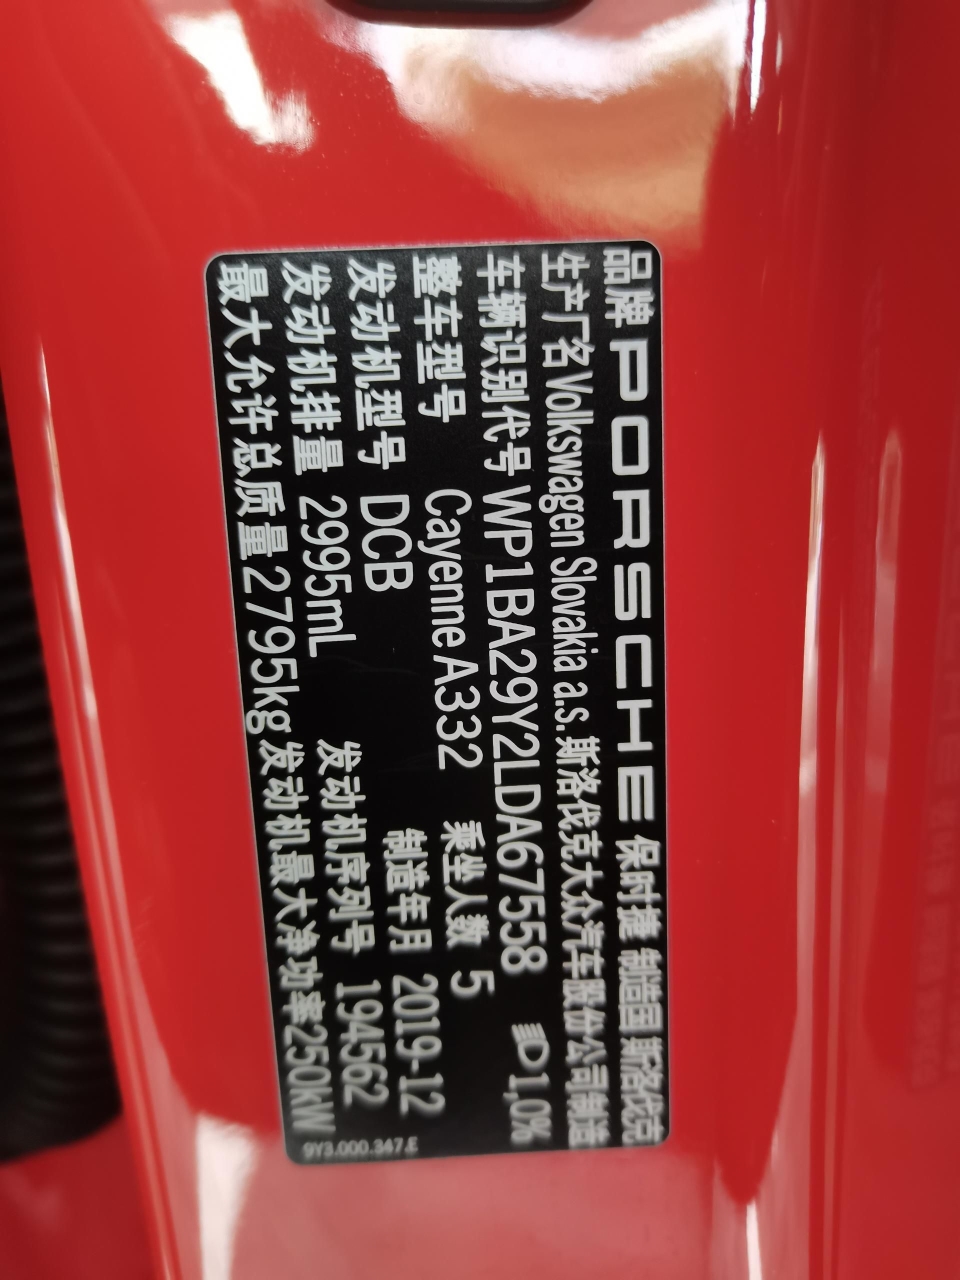 品牌 PORSCHE 保时捷 制造国 斯洛伐克
生产厂名 Volkswagen Slovakia a.s. 斯洛伐克大众汽车股份公司制造
车辆识别代号 WP1BA29Y2LDA67558 1,0%
整车型号 Cayenne A332 乘坐人数 5
发动机型号 DCB 制造年月 2019-12
发动机排量 2995mL 发动机序列号 194562
最大允许总质量 2795kg 发动机最大净功率 250kW
9Y3.000.347.E